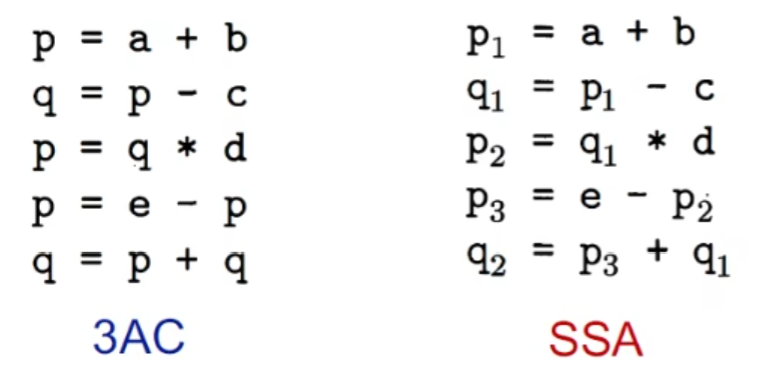 p = a + b
q = p - c
p = q * d
p = e - p
q = p + q
3AC
p₁ = a + b
q₁ = p₁ - c
p₂ = q₁ * d
p₃ = e - p₂
q₂ = p₃ + q₁
SSA